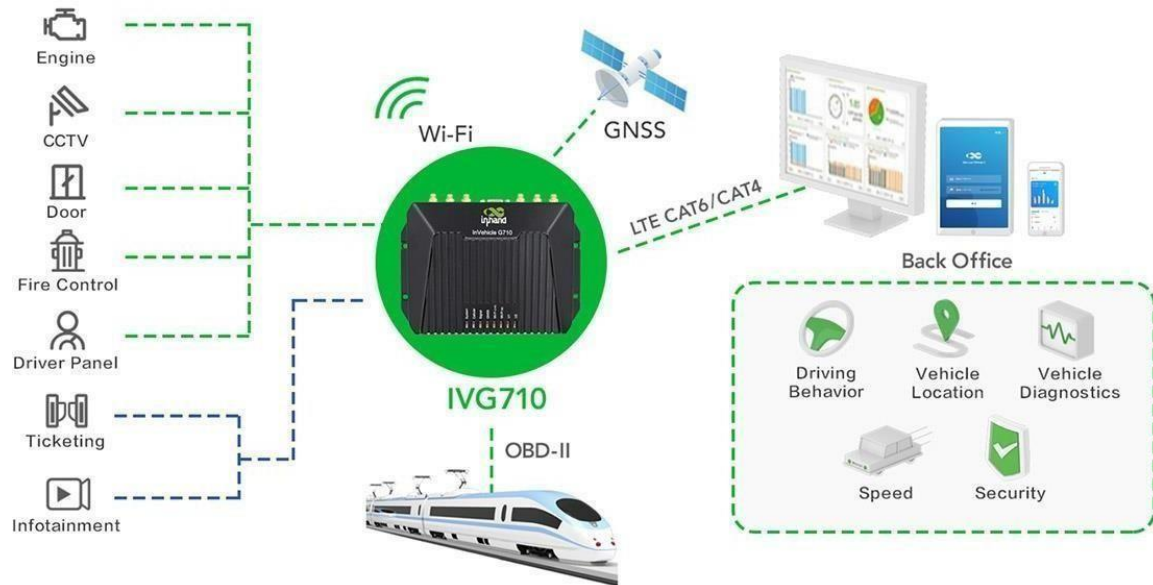 Engine
CCTV
Door
Fire Control
Driver Panel
Ticketing
Infotainment
Wi-Fi
GNSS
inhand
InVehicle G710
IVG710
OBD-II
LTE CAT6/CAT4
Back Office
Driving
Behavior
Vehicle
Location
Vehicle
Diagnostics
Speed
Security